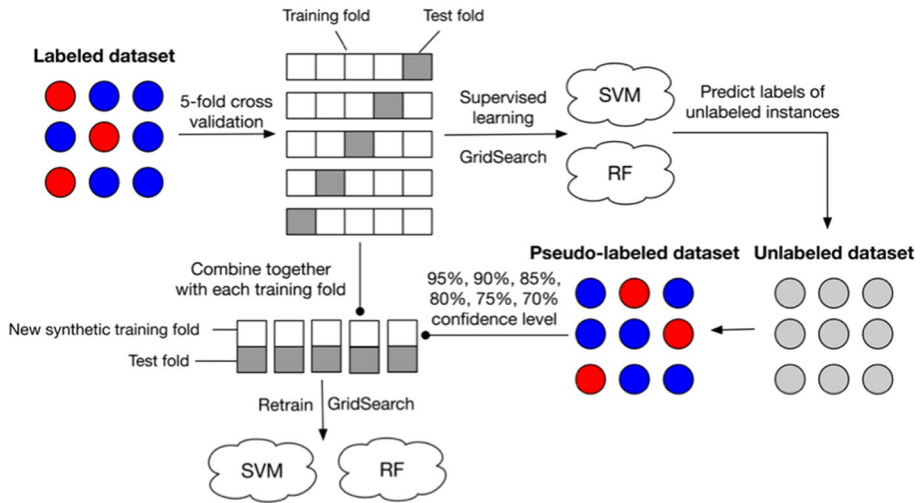 Training fold
Test fold
Labeled dataset
5-fold cross
validation
Supervised
learning
GridSearch
SVM
RF
Predict labels of
unlabeled instances
Pseudo-labeled dataset
Unlabeled dataset
Combine together
with each training fold
95%, 90%, 85%,
80%, 75%, 70%
confidence level
New synthetic training fold
Test fold
Retrain
GridSearch
SVM
RF